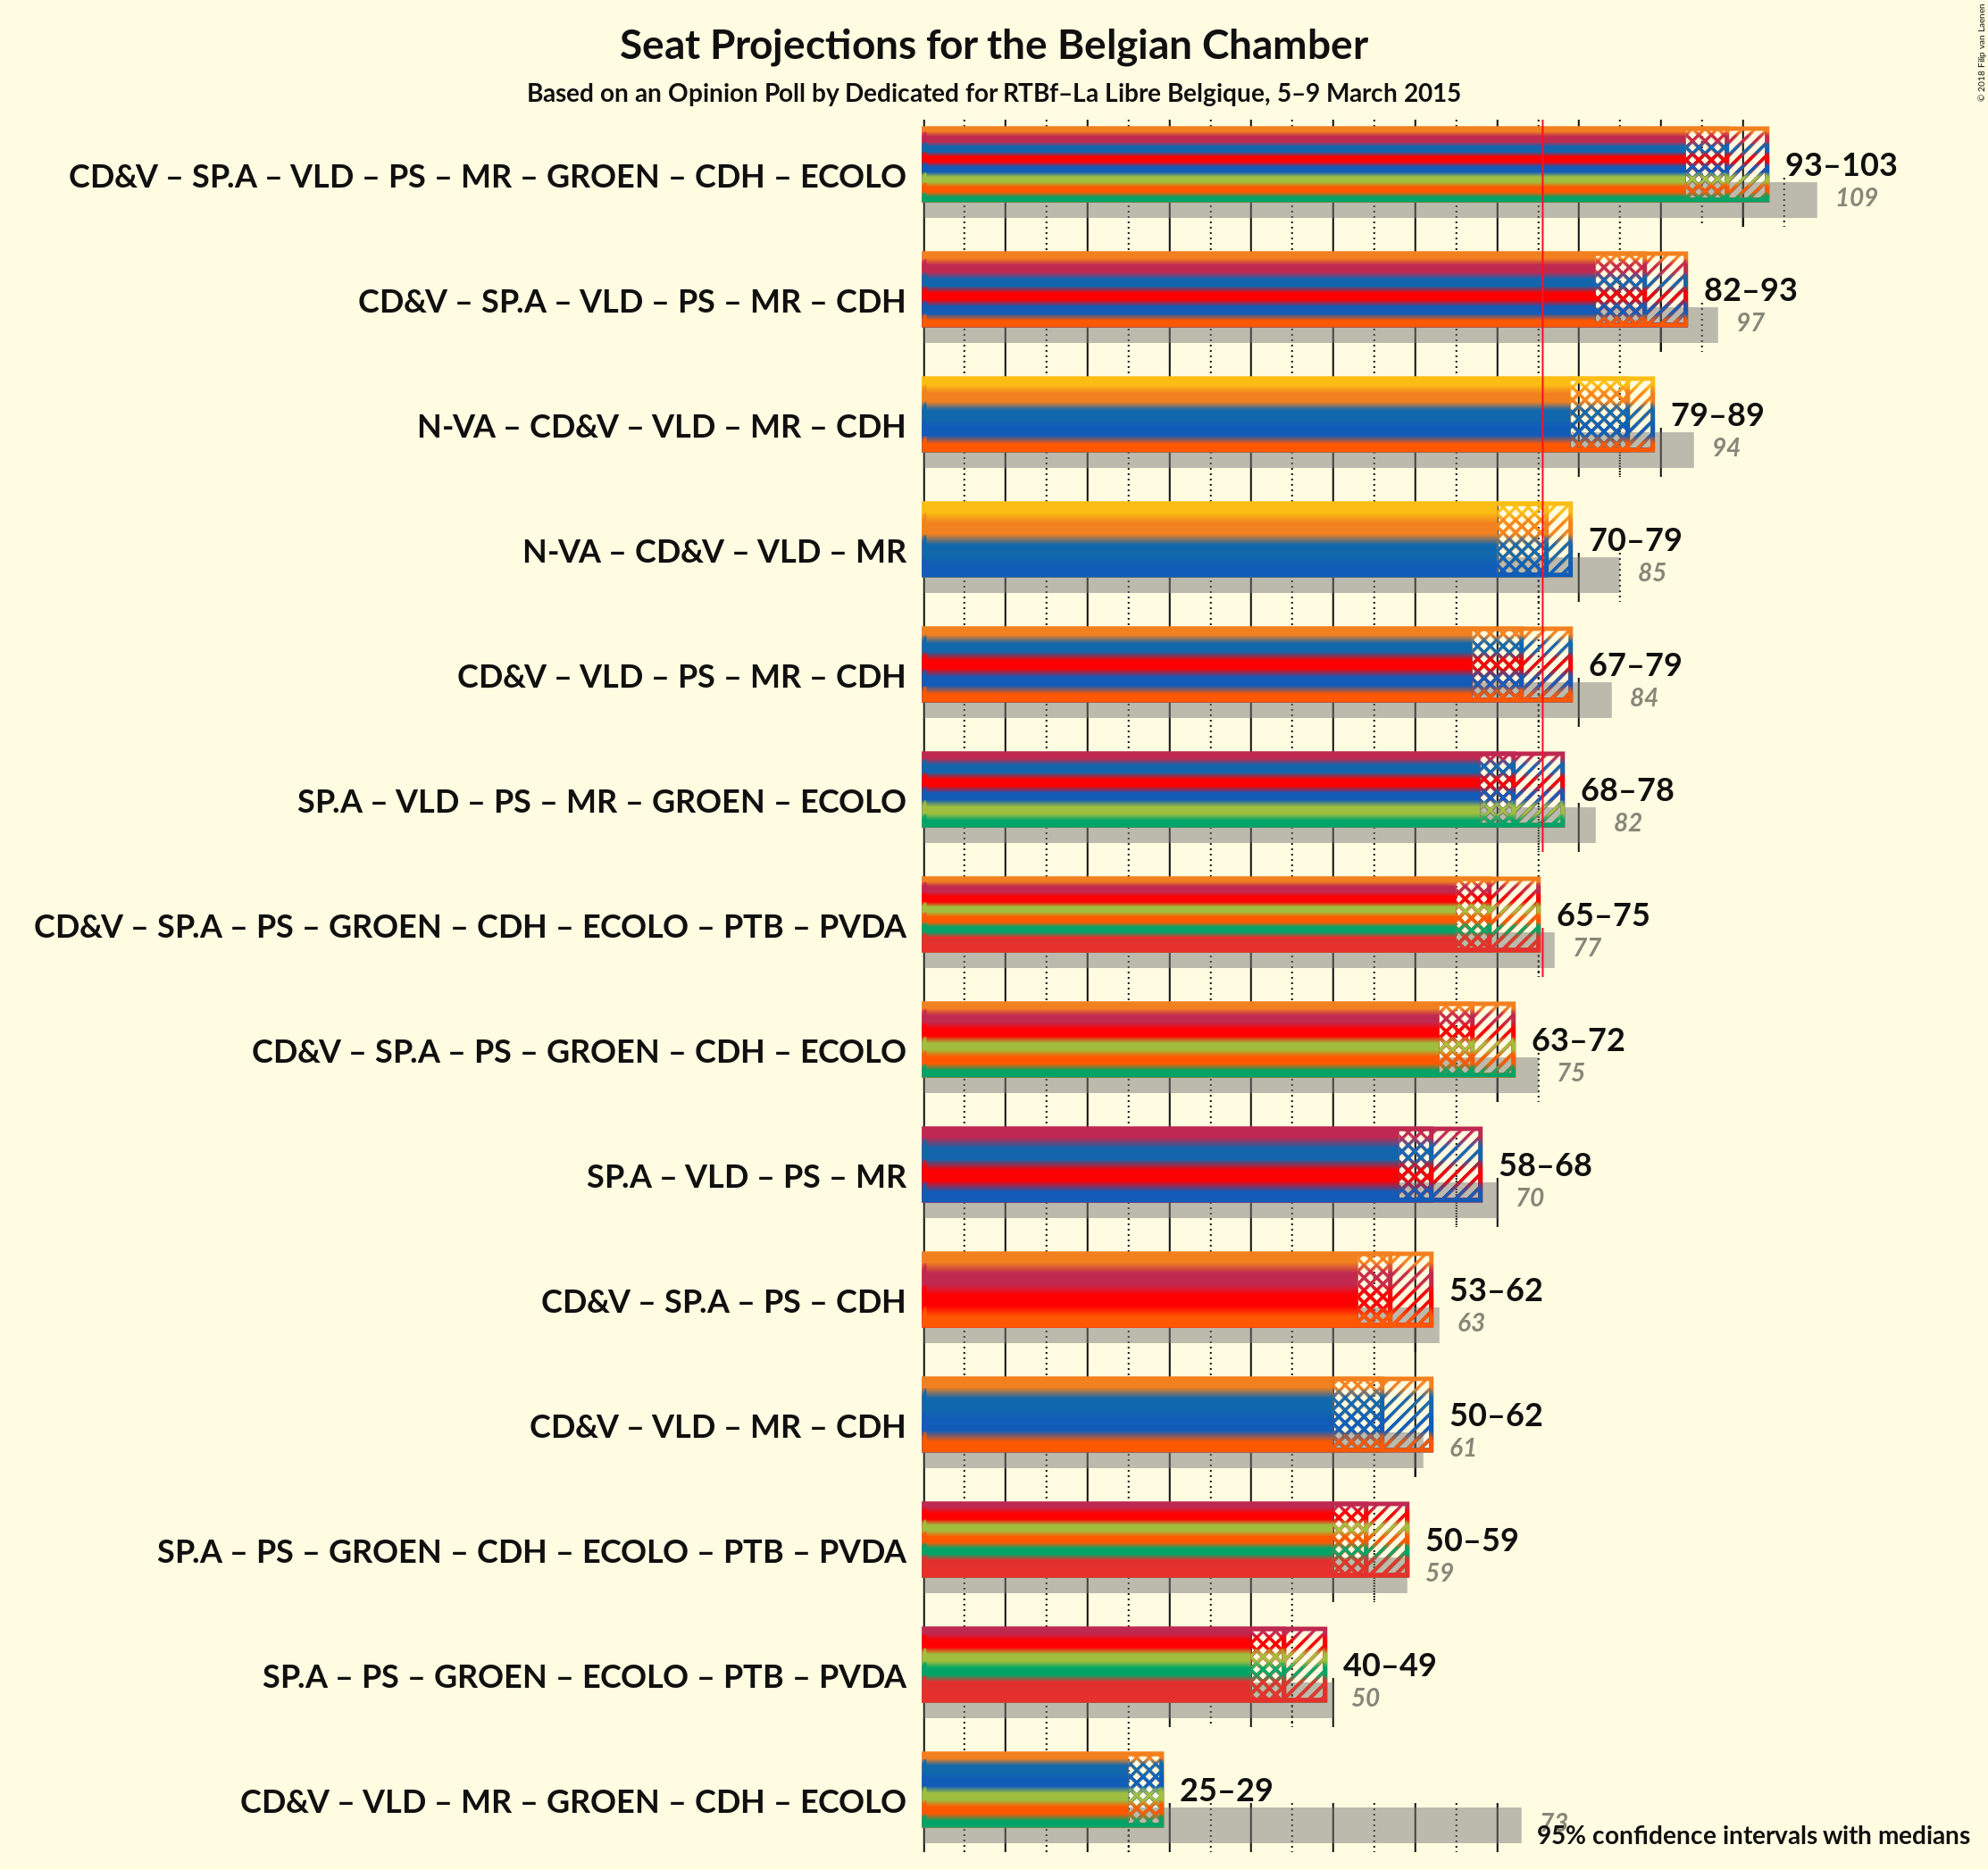 Seat Projections for the Belgian Chamber
Based on an Opinion Poll by Dedicated for RTBf–La Libre Belgique, 5–9 March 2015
© 2018 Filip van Laenen
CD&V – SP.A – VLD – PS – MR – GROEN – CDH – ECOLO
93–103
109
CD&V – SP.A – VLD – PS – MR – CDH
82–93
97
N-VA – CD&V – VLD – MR – CDH
79–89
94
N-VA – CD&V – VLD – MR
70–79
85
CD&V – VLD – PS – MR – CDH
67–79
84
SP.A – VLD – PS – MR – GROEN – ECOLO
68–78
82
CD&V – SP.A – PS – GROEN – CDH – ECOLO – PTB – PVDA
65–75
77
CD&V – SP.A – PS – GROEN – CDH – ECOLO
63–72
75
SP.A – VLD – PS – MR
58–68
70
CD&V – SP.A – PS – CDH
53–62
63
CD&V – VLD – MR – CDH
50–62
61
SP.A – PS – GROEN – CDH – ECOLO – PTB – PVDA
50–59
59
SP.A – PS – GROEN – ECOLO – PTB – PVDA
40–49
50
CD&V – VLD – MR – GROEN – CDH – ECOLO
25–29
73
95% confidence intervals with medians